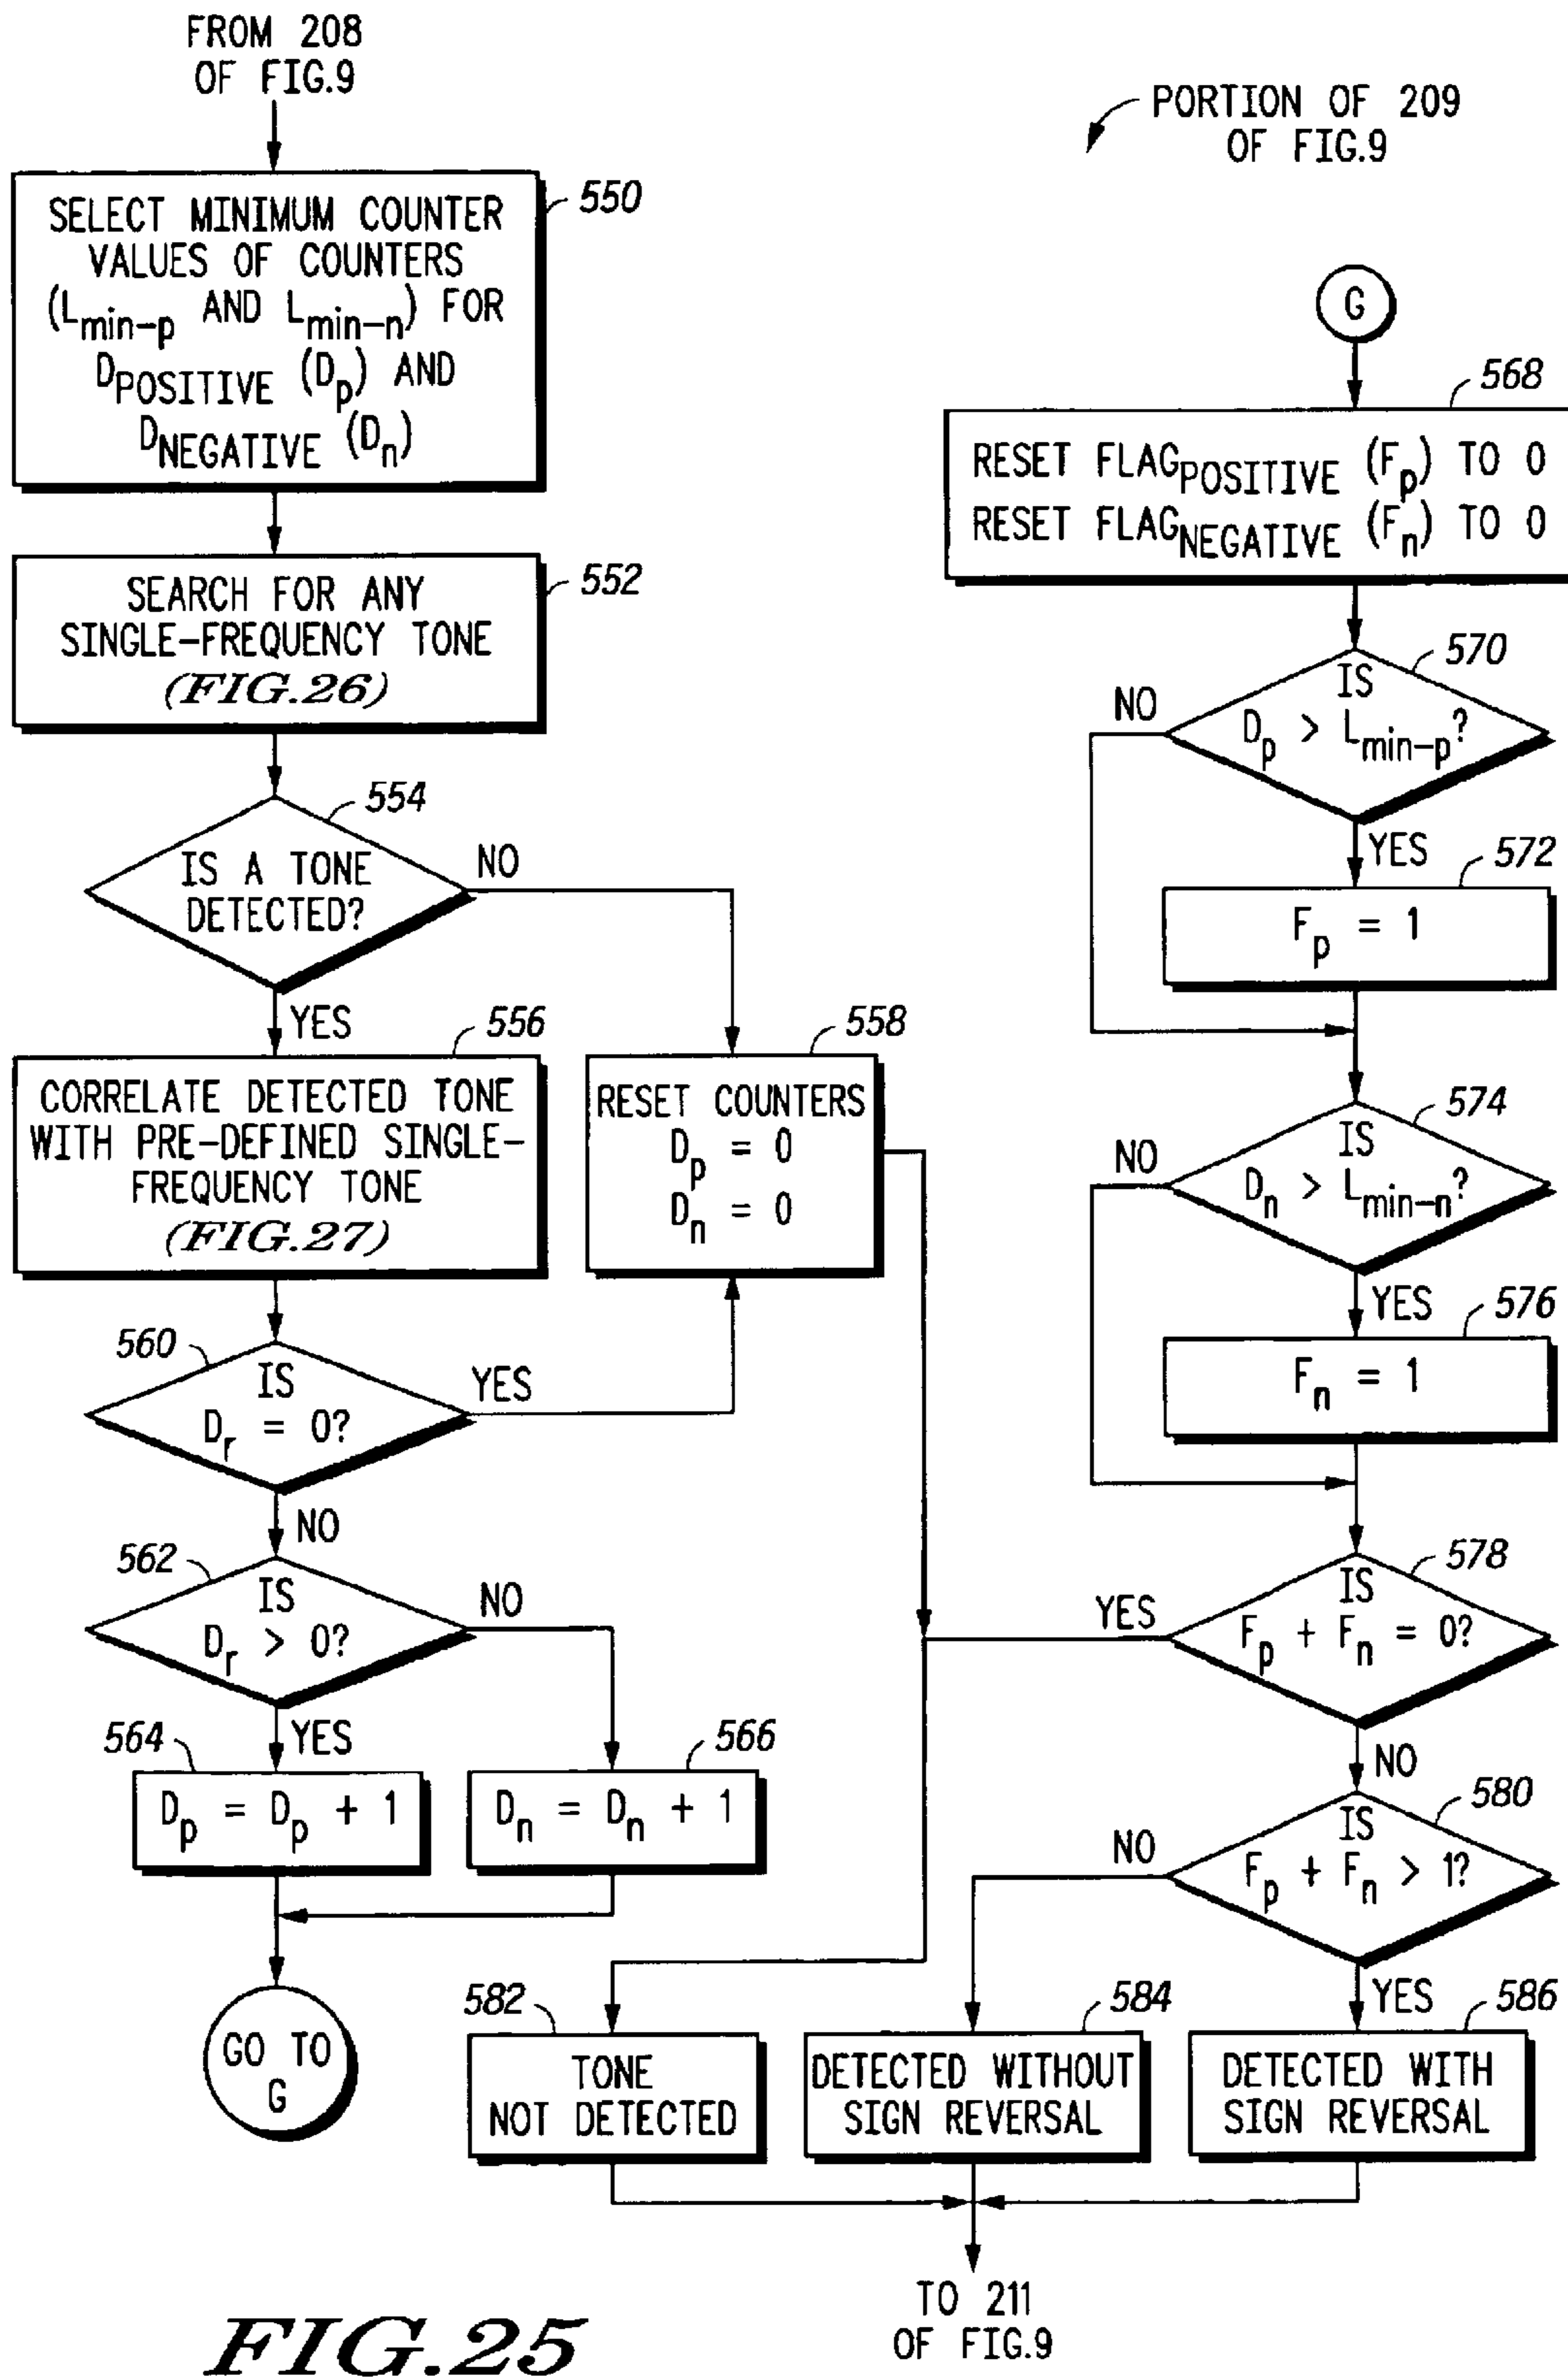 FROM 208
OF FIG.9
SELECT MINIMUM COUNTER
VALUES OF COUNTERS
(Lmin-p AND Lmin-n) FOR
DPOSITIVE (Dp) AND
DNEGATIVE (Dn)
550
SEARCH FOR ANY
SINGLE-FREQUENCY TONE
(FIG.26)
552
554
IS A TONE
DETECTED?
NO
YES
556
CORRELATE DETECTED TONE
WITH PRE-DEFINED SINGLE-
FREQUENCY TONE
(FIG.27)
558
RESET COUNTERS
Dp = 0
Dn = 0
560
IS
Dr = 0?
YES
NO
562
IS
Dr > 0?
NO
YES
564
Dp = Dp + 1
566
Dn = Dn + 1
GO TO
G
PORTION OF 209
OF FIG.9
G
568
RESET FLAGPOSITIVE (Fp) TO 0
RESET FLAGNEGATIVE (Fn) TO 0
570
IS
Dp > Lmin-p?
NO
YES
572
Fp = 1
574
IS
Dn > Lmin-n?
NO
YES
576
Fn = 1
578
IS
Fp + Fn = 0?
YES
NO
580
IS
Fp + Fn > 1?
NO
YES
582
TONE
NOT DETECTED
584
DETECTED WITHOUT
SIGN REVERSAL
586
DETECTED WITH
SIGN REVERSAL
TO 211
OF FIG.9
FIG.25